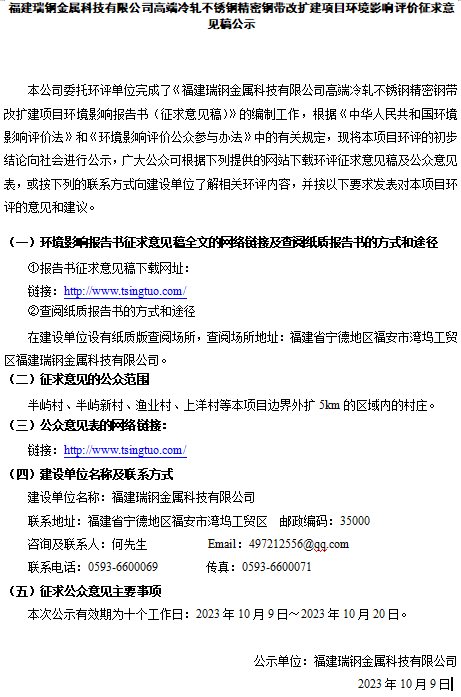 福建瑞钢金属科技有限公司高端冷轧不锈钢精密钢带改扩建项目环境影响评价征求意
见稿公示
本公司委托环评单位完成了《福建瑞钢金属科技有限公司高端冷轧不锈钢精密钢带
改扩建项目环境影响报告书（征求意见稿）》的编制工作，根据《中华人民共和国环境
影响评价法》和《环境影响评价公众参与办法》中的有关规定，现将本项目环评的初步
结论向社会进行公示，广大公众可根据下列提供的网站下载环评征求意见稿及公众意见
表，或按下列的联系方式向建设单位了解相关环评内容，并按以下要求发表对本项目环
评的意见和建议。
（一）环境影响报告书征求意见稿全文的网络链接及查阅纸质报告书的方式和途径
①报告书征求意见稿下载网址：
链接：http://www.tsingtuo.com/
②查阅纸质报告书的方式和途径
在建设单位设有纸质版查阅场所，查阅场所地址：福建省宁德地区福安市湾坞工贸
区福建瑞钢金属科技有限公司。
（二）征求意见的公众范围
半屿村、半屿新村、渔业村、上洋村等本项目边界外扩 5km 的区域内的村庄。
（三）公众意见表的网络链接：
链接：http://www.tsingtuo.com/
（四）建设单位名称及联系方式
建设单位名称：福建瑞钢金属科技有限公司
联系地址：福建省宁德地区福安市湾坞工贸区 邮政编码：35000
咨询及联系人：何先生 Email：497212556@qq.com
联系电话：0593-6600069 传真：0593-6600071
（五）征求公众意见主要事项
本次公示有效期为十个工作日：2023 年 10 月 9 日～2023 年 10 月 20 日。
公示单位：福建瑞钢金属科技有限公司
2023 年 10 月 9 日